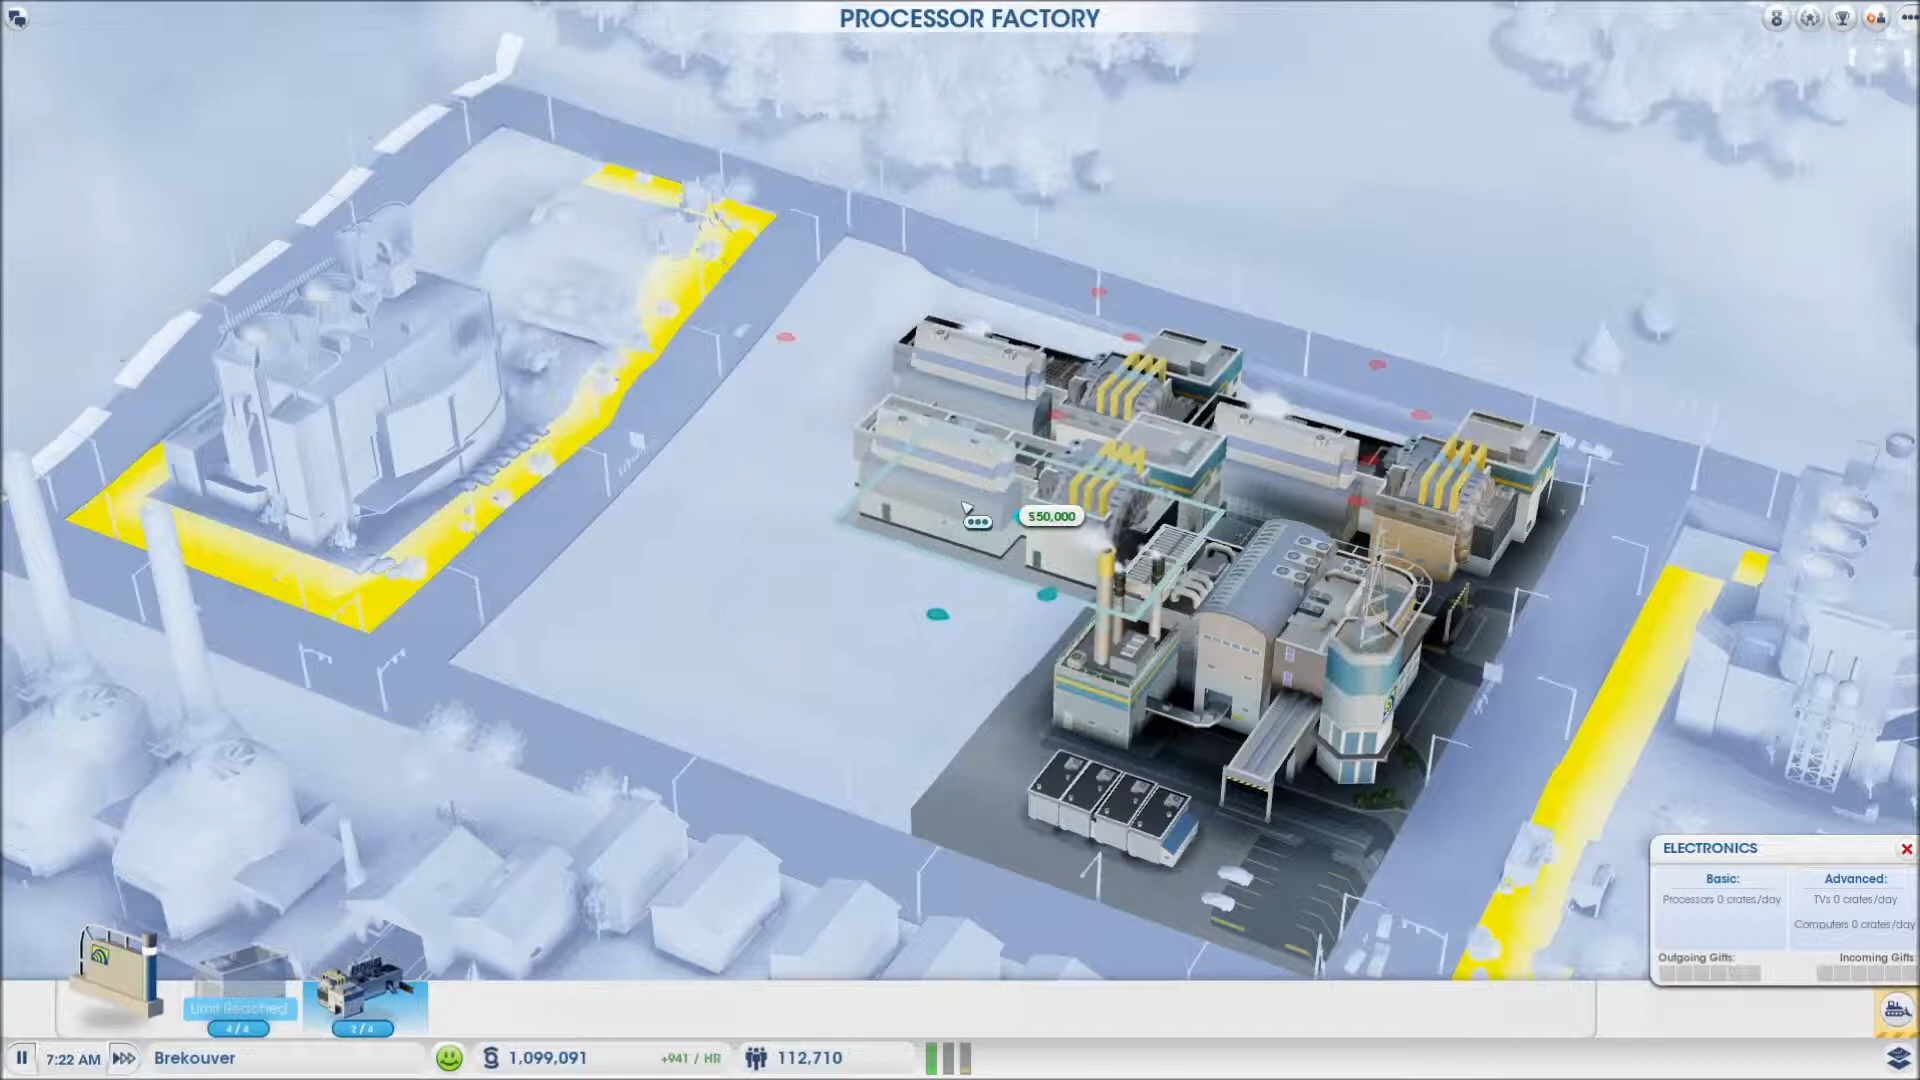 PROCESSOR FACTORY
§50,000
ELECTRONICS
Basic:
Processors 0 crates/day
Advanced:
TVs 0 crates/day
Computers 0 crates/day
Outgoing Gifts:
Incoming Gifts:
Limit Reached
4/4
2/4
7:22 AM
Brekouver
1,099,091
+941 / HR
112,710